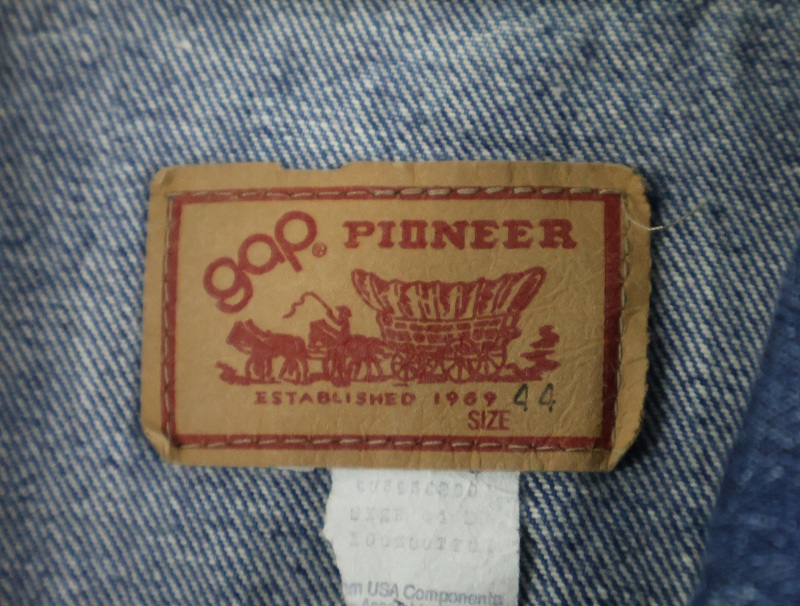 gap® PIONEER
ESTABLISHED 1969 44
SIZE
USA Components